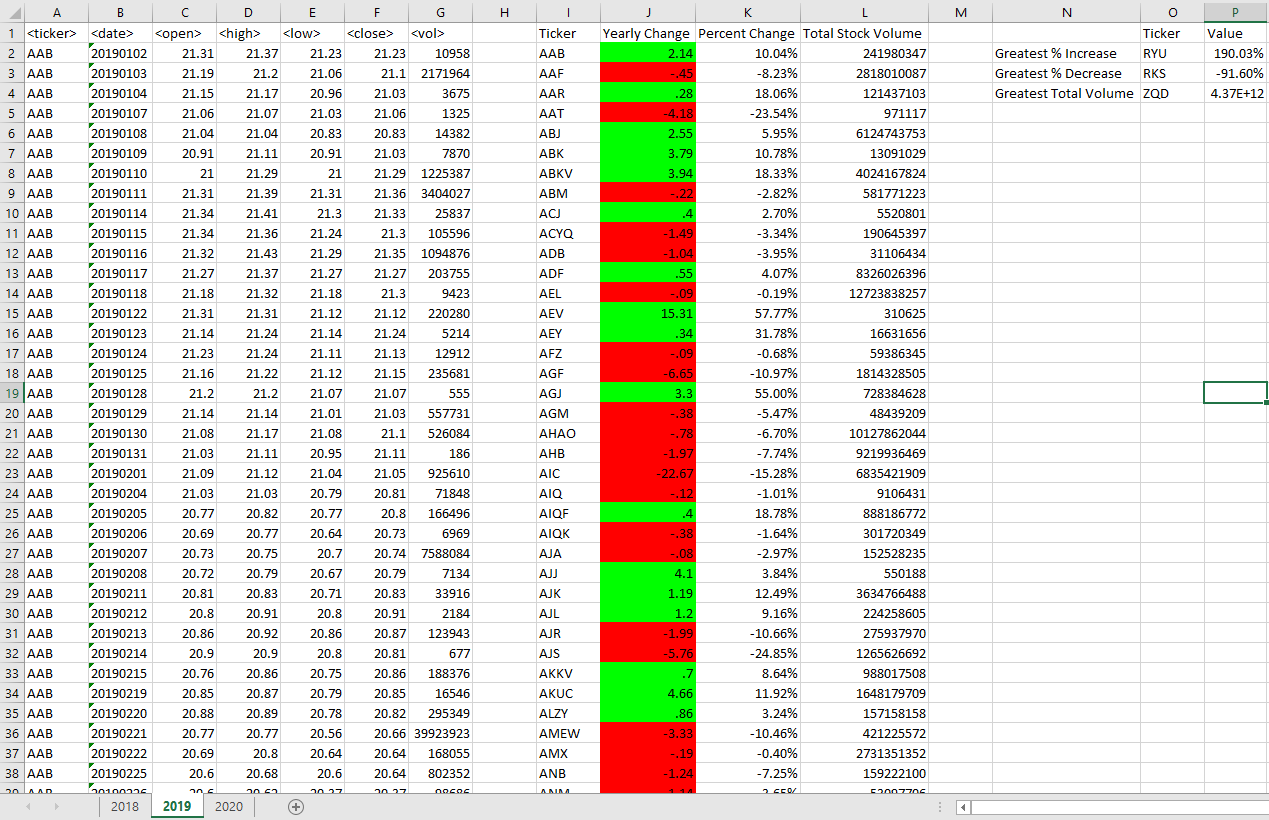 A B C D E F G H I J K L M N O P
1 <ticker> <date> <open> <high> <low> <close> <vol> Ticker Yearly Change Percent Change Total Stock Volume Ticker Value
2 AAB 20190102 21.31 21.37 21.23 21.23 10958 AAB 2.14 10.04% 241980347 Greatest % Increase RYU 190.03%
3 AAB 20190103 21.19 21.2 21.06 21.1 2171964 AAF -.45 -8.23% 2818010087 Greatest % Decrease RKS -91.60%
4 AAB 20190104 21.15 21.17 20.96 21.03 3675 AAR .28 18.06% 121437103 Greatest Total Volume ZQD 4.37E+12
5 AAB 20190107 21.06 21.07 21.03 21.06 1325 AAT -4.18 -23.54% 971117
6 AAB 20190108 21.04 21.04 20.83 20.83 14382 ABJ 2.55 5.95% 6124743753
7 AAB 20190109 20.91 21.11 20.91 21.03 7870 ABK 3.79 10.78% 13091029
8 AAB 20190110 21 21.29 21 21.29 1225387 ABKV 3.94 18.33% 4024167824
9 AAB 20190111 21.31 21.39 21.31 21.36 3404027 ABM -.22 -2.82% 581771223
10 AAB 20190114 21.34 21.41 21.3 21.33 25837 ACJ .4 2.70% 5520801
11 AAB 20190115 21.34 21.36 21.24 21.3 105596 ACYQ -1.49 -3.34% 190645397
12 AAB 20190116 21.32 21.43 21.29 21.35 1094876 ADB -1.04 -3.95% 31106434
13 AAB 20190117 21.27 21.37 21.27 21.27 203755 ADF .55 4.07% 8326026396
14 AAB 20190118 21.18 21.32 21.18 21.3 9423 AEL -.09 -0.19% 12723838257
15 AAB 20190122 21.31 21.31 21.12 21.12 220280 AEV 15.31 57.77% 310625
16 AAB 20190123 21.14 21.24 21.14 21.24 5214 AEY .34 31.78% 16631656
17 AAB 20190124 21.23 21.24 21.11 21.13 12912 AFZ -.09 -0.68% 59386345
18 AAB 20190125 21.16 21.22 21.12 21.15 235681 AGF -6.65 -10.97% 1814328505
19 AAB 20190128 21.2 21.2 21.07 21.07 555 AGJ 3.3 55.00% 728384628
20 AAB 20190129 21.14 21.14 21.01 21.03 557731 AGM -.38 -5.47% 48439209
21 AAB 20190130 21.08 21.17 21.08 21.1 526084 AHAO -.78 -6.70% 10127862044
22 AAB 20190131 21.03 21.11 20.95 21.11 186 AHB -1.97 -7.74% 9219936469
23 AAB 20190201 21.09 21.12 21.04 21.05 925610 AIC -22.67 -15.28% 6835421909
24 AAB 20190204 21.03 21.03 20.79 20.81 71848 AIQ -.12 -1.01% 9106431
25 AAB 20190205 20.77 20.82 20.77 20.8 166496 AIQF .4 18.78% 888186772
26 AAB 20190206 20.69 20.77 20.64 20.73 6969 AIQK -.38 -1.64% 301720349
27 AAB 20190207 20.73 20.75 20.7 20.74 7588084 AJA -.08 -2.97% 152528235
28 AAB 20190208 20.72 20.79 20.67 20.79 7134 AJJ 4.1 3.84% 550188
29 AAB 20190211 20.81 20.83 20.71 20.83 33916 AJK 1.19 12.49% 3634766488
30 AAB 20190212 20.8 20.91 20.8 20.91 2184 AJL 1.2 9.16% 224258605
31 AAB 20190213 20.86 20.92 20.86 20.87 123943 AJR -1.99 -10.66% 275937970
32 AAB 20190214 20.9 20.9 20.8 20.81 677 AJS -5.76 -24.85% 1265626692
33 AAB 20190215 20.76 20.86 20.75 20.86 188376 AKKV .7 8.64% 988017508
34 AAB 20190219 20.85 20.87 20.79 20.85 16546 AKUC 4.66 11.92% 1648179709
35 AAB 20190220 20.88 20.89 20.78 20.82 295349 ALZY .86 3.24% 157158158
36 AAB 20190221 20.77 20.77 20.56 20.66 39923923 AMEW -3.33 -10.46% 421225572
37 AAB 20190222 20.69 20.8 20.64 20.64 168055 AMX -.19 -0.40% 2731351352
38 AAB 20190225 20.6 20.68 20.6 20.64 802352 ANB -1.24 -7.25% 159222100
2018 2019 2020